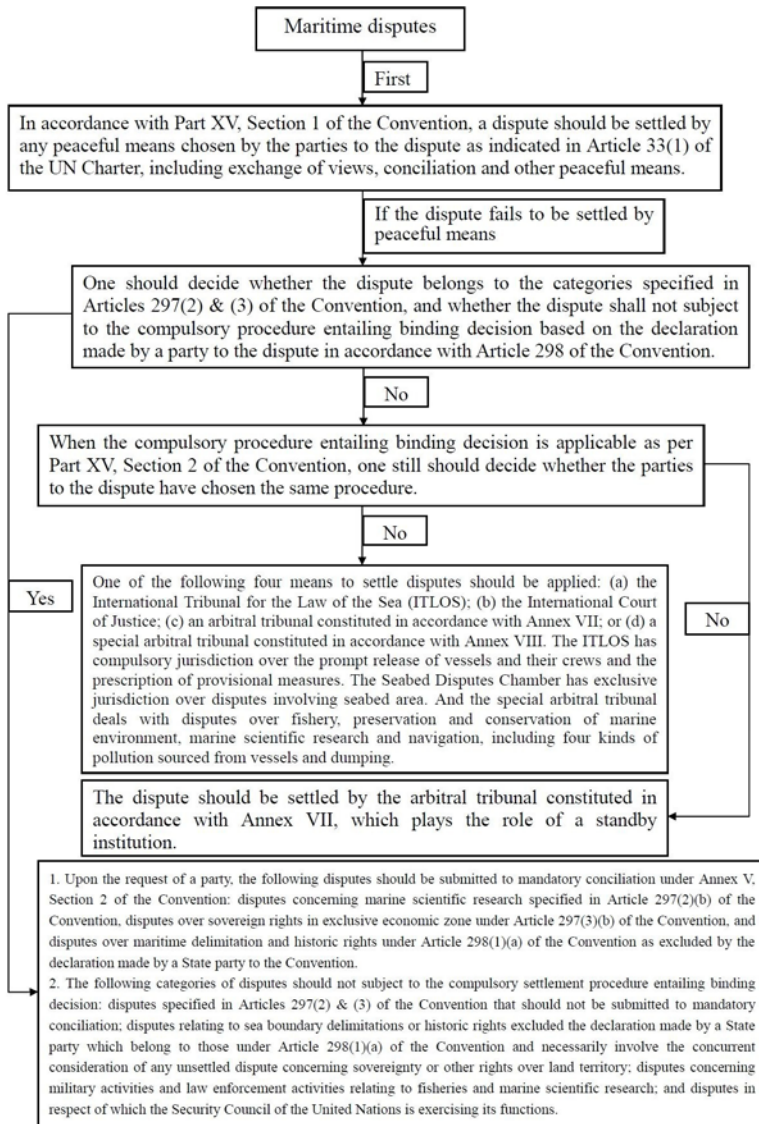 Maritime disputes
First
In accordance with Part XV, Section 1 of the Convention, a dispute should be settled by
any peaceful means chosen by the parties to the dispute as indicated in Article 33(1) of
the UN Charter, including exchange of views, conciliation and other peaceful means.
If the dispute fails to be settled by
peaceful means
One should decide whether the dispute belongs to the categories specified in
Articles 297(2) & (3) of the Convention, and whether the dispute shall not subject
to the compulsory procedure entailing binding decision based on the declaration
made by a party to the dispute in accordance with Article 298 of the Convention.
No
When the compulsory procedure entailing binding decision is applicable as per
Part XV, Section 2 of the Convention, one still should decide whether the parties
to the dispute have chosen the same procedure.
No
Yes
One of the following four means to settle disputes should be applied: (a) the
International Tribunal for the Law of the Sea (ITLOS); (b) the International Court
of Justice; (c) an arbitral tribunal constituted in accordance with Annex VII; or (d) a
special arbitral tribunal constituted in accordance with Annex VIII. The ITLOS has
compulsory jurisdiction over the prompt release of vessels and their crews and the
prescription of provisional measures. The Seabed Disputes Chamber has exclusive
jurisdiction over disputes involving seabed area. And the special arbitral tribunal
deals with disputes over fishery, preservation and conservation of marine
environment, marine scientific research and navigation, including four kinds of
pollution sourced from vessels and dumping.
No
The dispute should be settled by the arbitral tribunal constituted in
accordance with Annex VII, which plays the role of a standby
institution.
1. Upon the request of a party, the following disputes should be submitted to mandatory conciliation under Annex V,
Section 2 of the Convention: disputes concerning marine scientific research specified in Article 297(2)(b) of the
Convention, disputes over sovereign rights in exclusive economic zone under Article 297(3)(b) of the Convention, and
disputes over maritime delimitation and historic rights under Article 298(1)(a) of the Convention as excluded by the
declaration made by a State party to the Convention.
2. The following categories of disputes should not subject to the compulsory settlement procedure entailing binding
decision: disputes specified in Articles 297(2) & (3) of the Convention that should not be submitted to mandatory
conciliation; disputes relating to sea boundary delimitations or historic rights excluded the declaration made by a State
party which belong to those under Article 298(1)(a) of the Convention and necessarily involve the concurrent
consideration of any unsettled dispute concerning sovereignty or other rights over land territory; disputes concerning
military activities and law enforcement activities relating to fisheries and marine scientific research; and disputes in
respect of which the Security Council of the United Nations is exercising its functions.